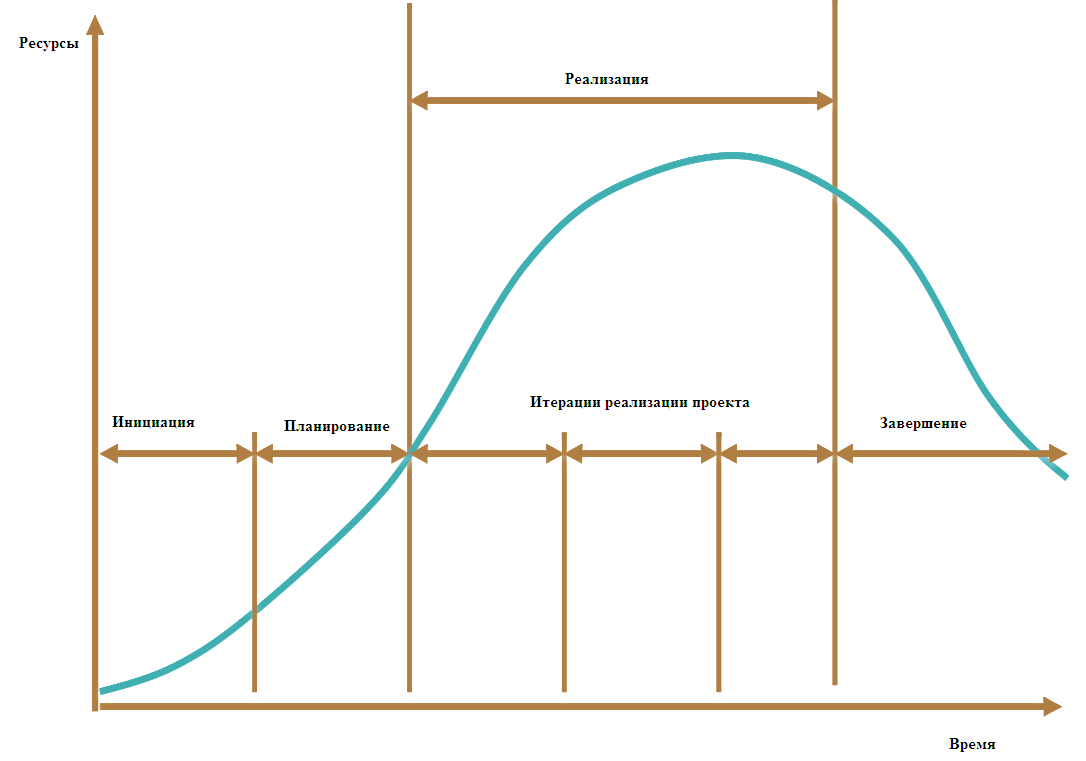 Ресурсы
Реализация
Итерации реализации проекта
Инициация
Планирование
Завершение
Время